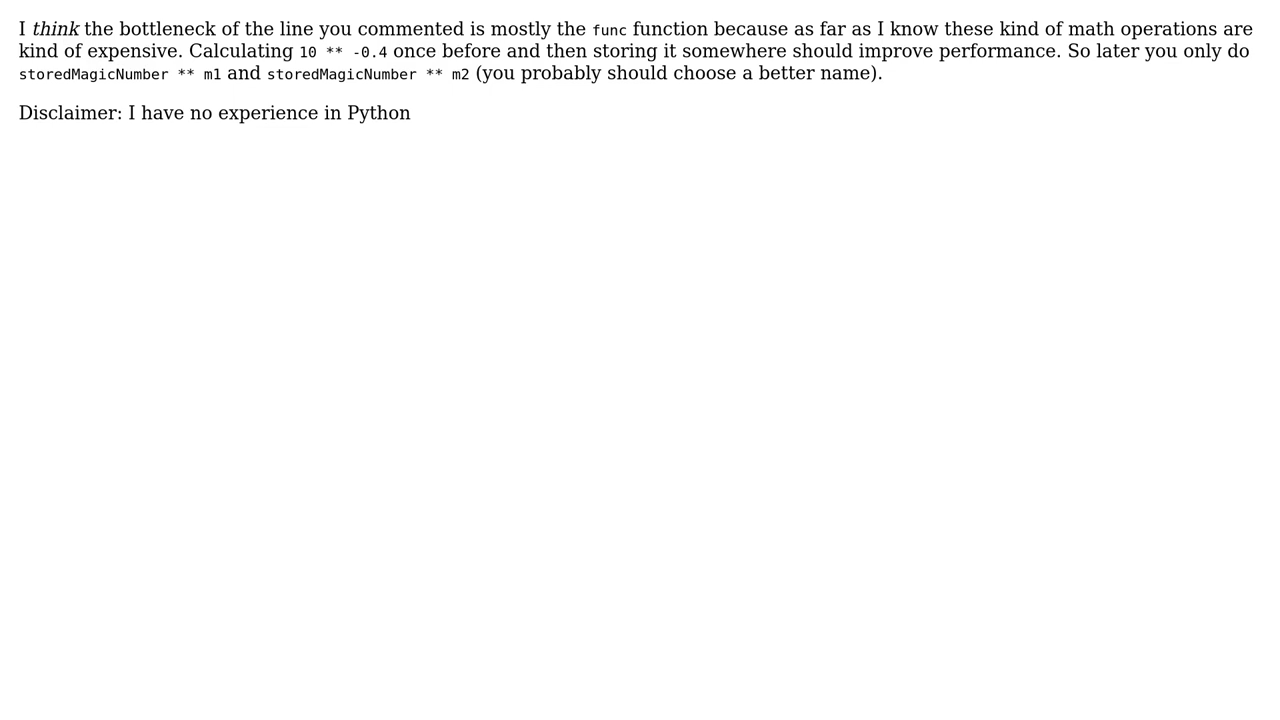 I think the bottleneck of the line you commented is mostly the func function because as far as I know these kind of math operations are
kind of expensive. Calculating 10 ** -0.4 once before and then storing it somewhere should improve performance. So later you only do
storedMagicNumber ** m1 and storedMagicNumber ** m2 (you probably should choose a better name).
Disclaimer: I have no experience in Python